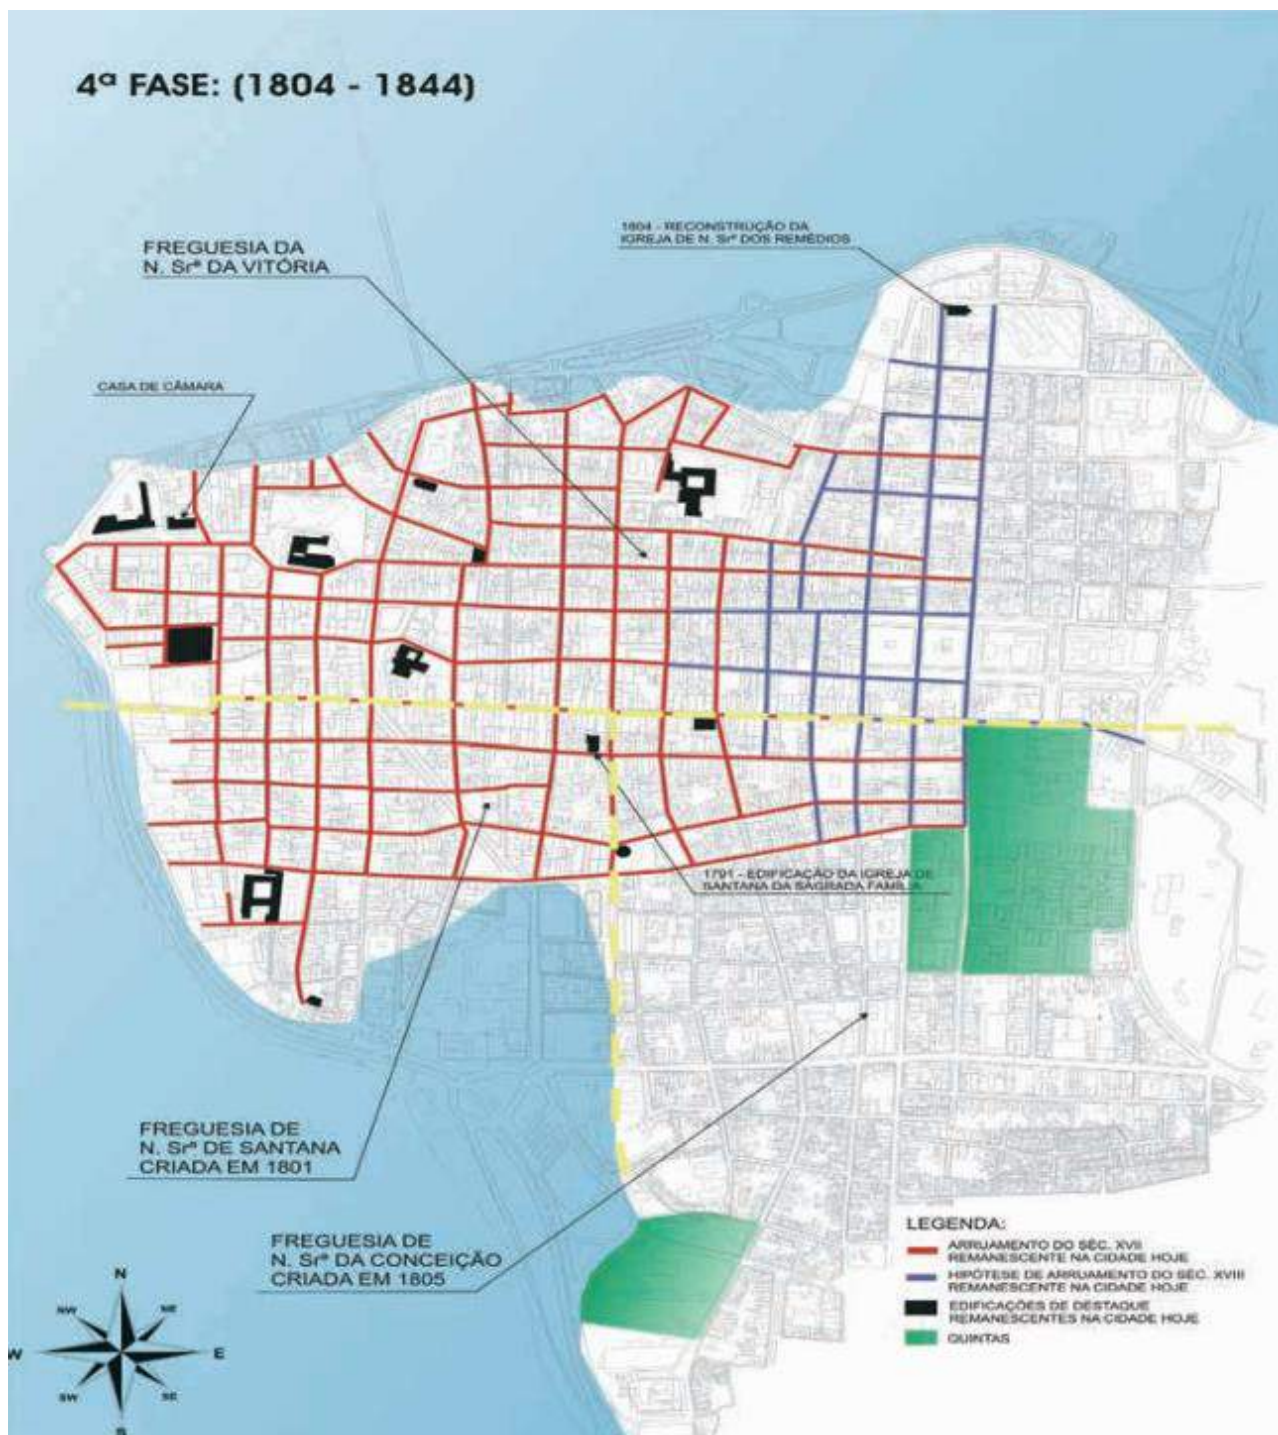 4ª FASE: (1804 - 1844)
1804 - RECONSTRUÇÃO DA
IGREJA DE N. Srª DOS REMÉDIOS
FREGUESIA DA
N. Srª DA VITÓRIA
CASA DE CÂMARA
1791 - EDIFICAÇÃO DA IGREJA DE
SANTANA DA SAGRADA FAMÍLIA
FREGUESIA DE
N. Srª DE SANTANA
CRIADA EM 1801
FREGUESIA DE
N. Srª DA CONCEIÇÃO
CRIADA EM 1805
LEGENDA:
ARRUAMENTO DO SÉC. XVII
REMANESCENTE NA CIDADE HOJE
HIPÓTESE DE ARRUAMENTO DO SÉC. XVIII
REMANESCENTE NA CIDADE HOJE
EDIFICAÇÕES DE DESTAQUE
REMANESCENTES NA CIDADE HOJE
QUINTAS
N
NW
NE
W
E
SW
SE
S